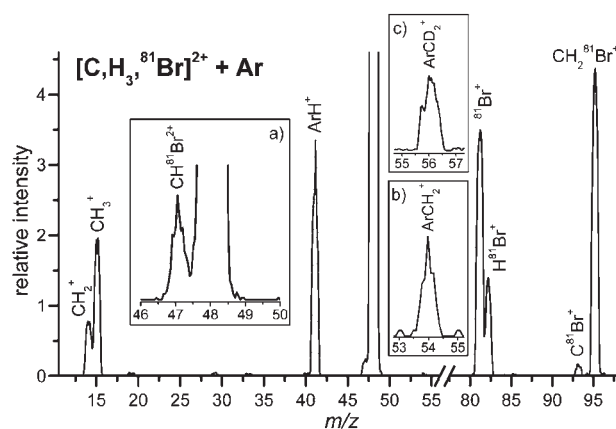 [C,H₃,⁸¹Br]²⁺ + Ar
relative intensity
4
3
2
1
0
CH₂⁺
CH₃⁺
a)
CH⁸¹Br²⁺
46 47 48 49 50
ArH⁺
c)
ArCD₂⁺
55 56 57
b)
ArCH₂⁺
53 54 55
⁸¹Br⁺
H⁸¹Br⁺
C⁸¹Br⁺
CH₂⁸¹Br⁺
15 20 25 30 35 40 45 50 55 80 85 90 95
m/z